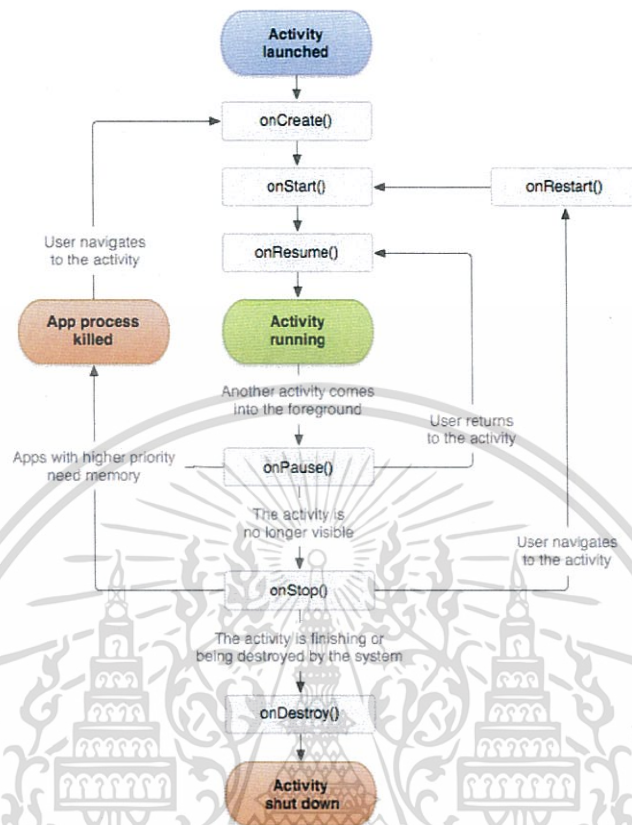 Activity
launched
onCreate()
onStart()
onRestart()
onResume()
User navigates
to the activity
App process
killed
Activity
running
Another activity comes
into the foreground
User returns
to the activity
Apps with higher priority
need memory
onPause()
The activity is
no longer visible
User navigates
to the activity
onStop()
The activity is finishing or
being destroyed by the system
onDestroy()
Activity
shut down